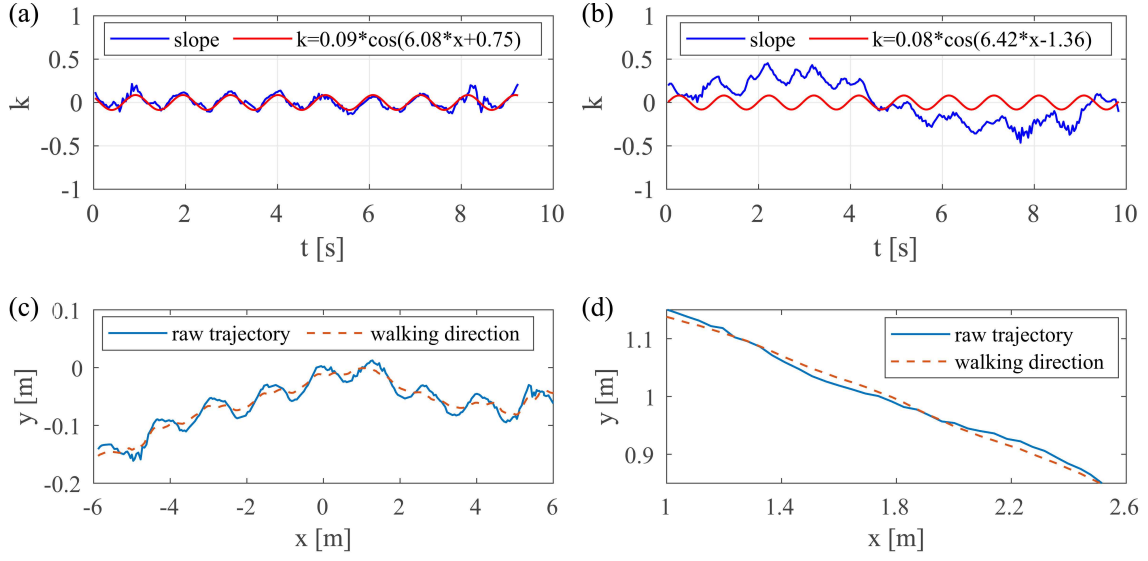 (a)
1
0.5
0
-0.5
-1
k
slope
k=0.09*cos(6.08*x+0.75)
0
2
4
6
8
10
t [s]
(b)
1
0.5
0
-0.5
-1
k
slope
k=0.08*cos(6.42*x-1.36)
0
2
4
6
8
10
t [s]
(c)
0.1
0
-0.1
-0.2
y [m]
raw trajectory
walking direction
-6
-4
-2
0
2
4
6
x [m]
(d)
1.1
1
0.9
y [m]
raw trajectory
walking direction
1
1.4
1.8
2.2
2.6
x [m]